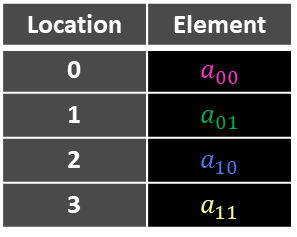 Location Element
0 a₀₀
1 a₀₁
2 a₁₀
3 a₁₁